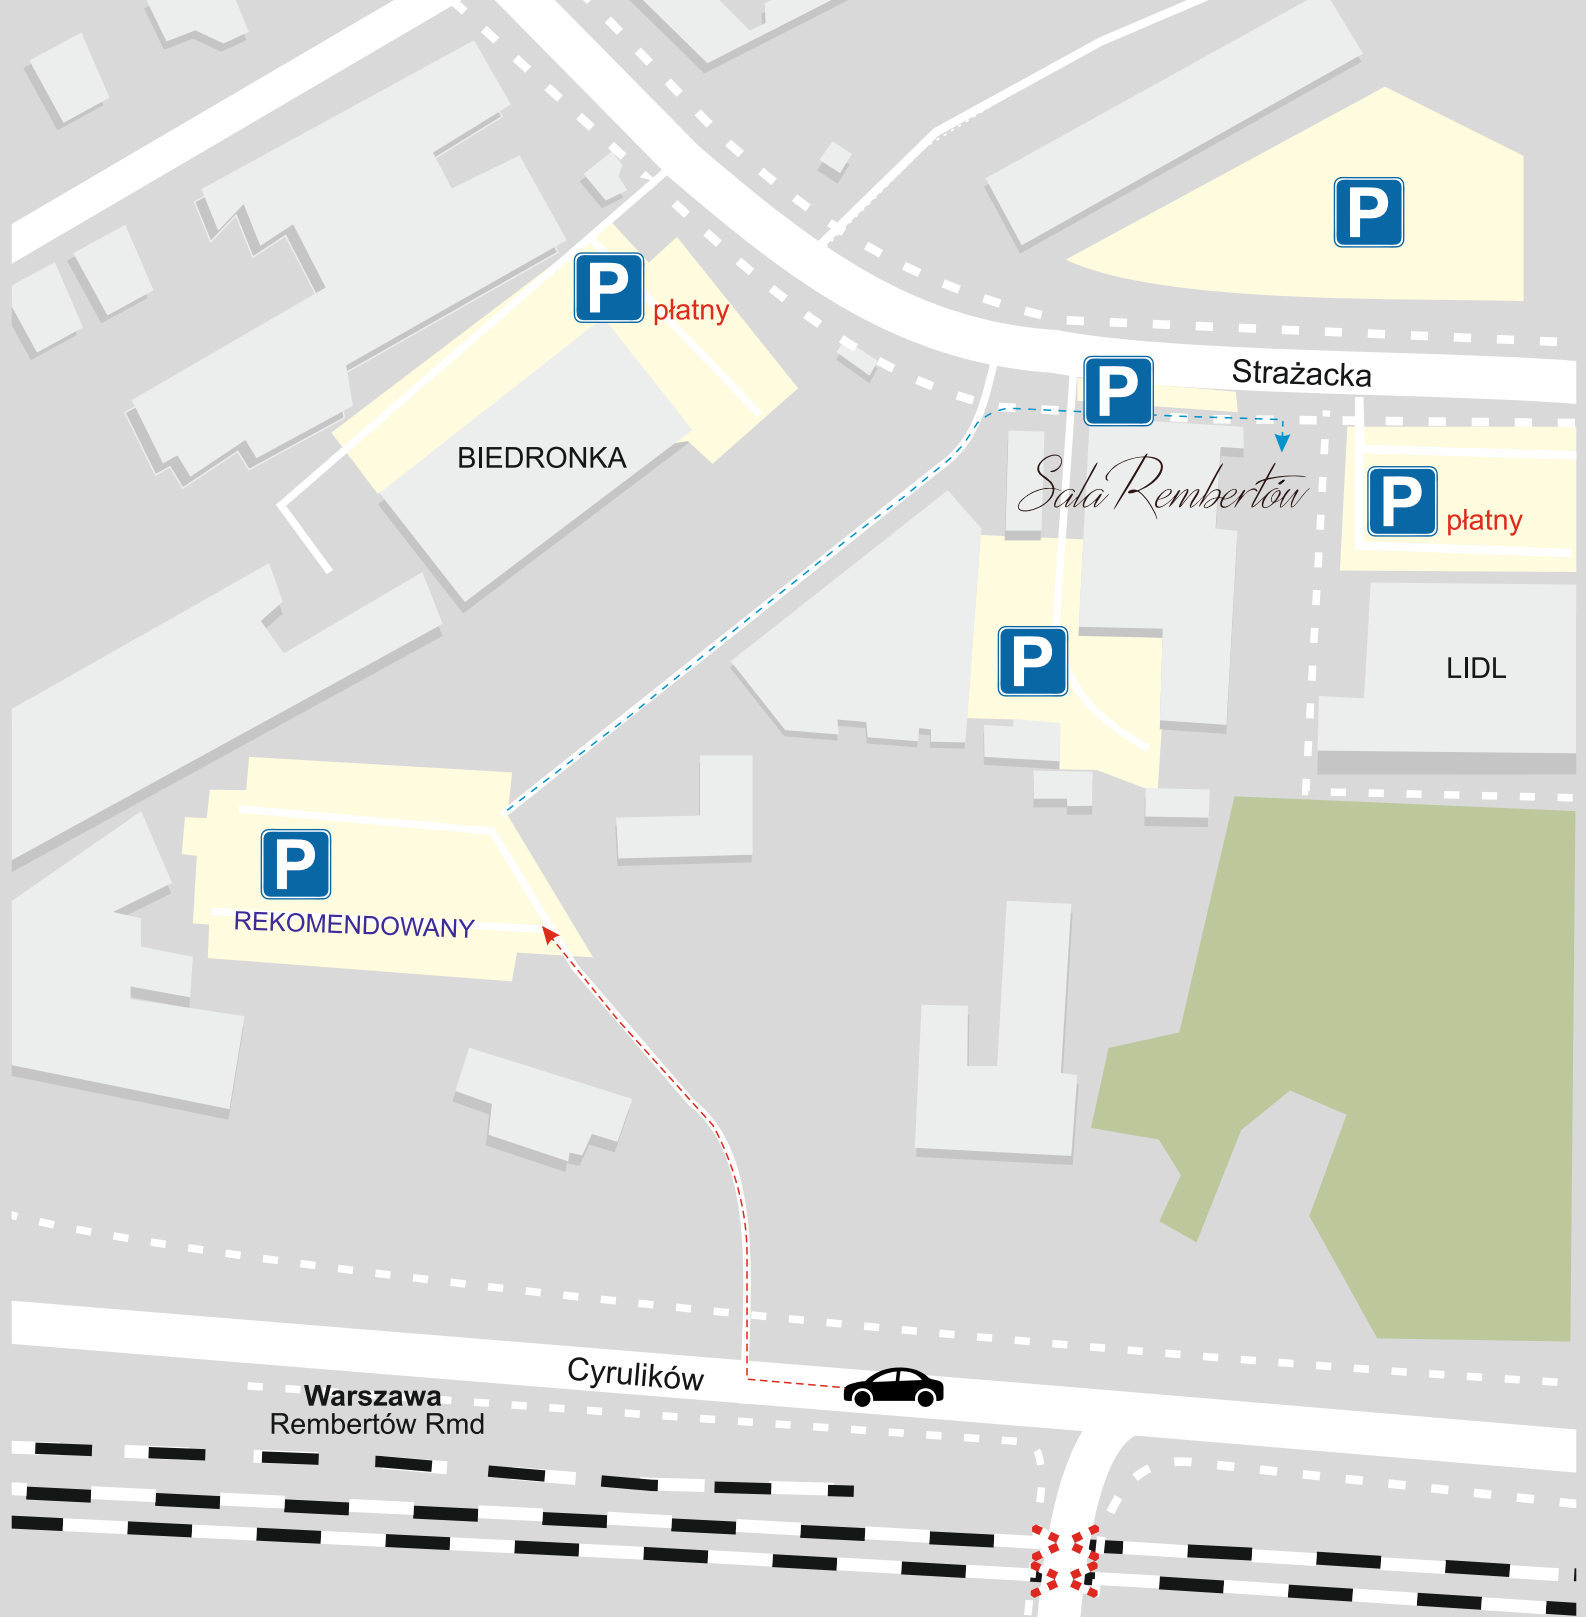 P
P
płatny
P
Strażacka
BIEDRONKA
Sala Rembertów
P
płatny
P
LIDL
P
REKOMENDOWANY
Cyrulików
Warszawa
Rembertów Rmd